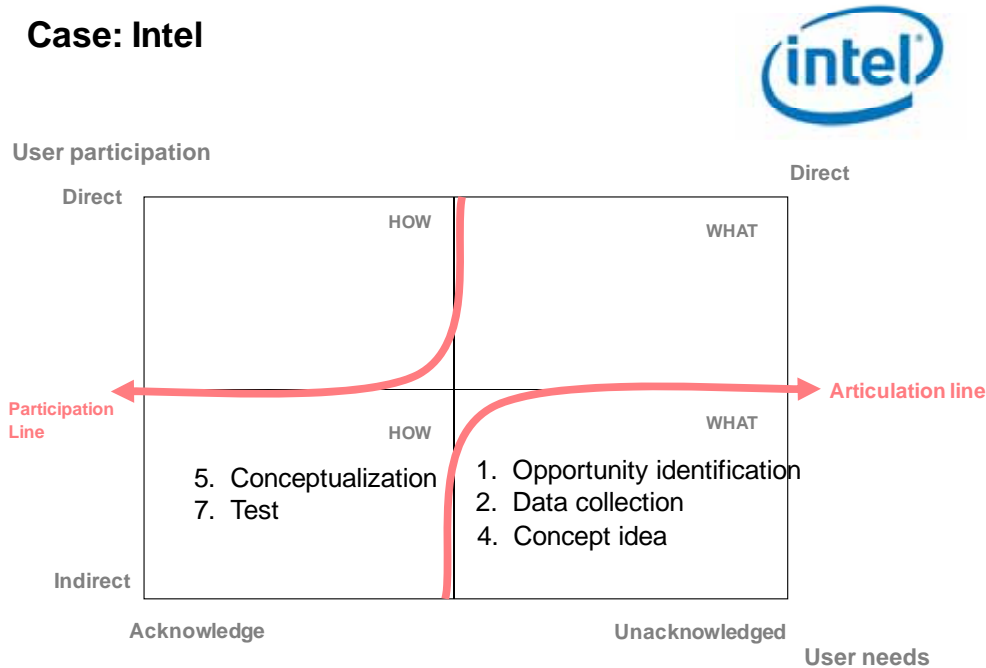 Case: Intel
intel
User participation
Direct
Direct
HOW
WHAT
Participation
Line
Articulation line
HOW
WHAT
5. Conceptualization
7. Test
1. Opportunity identification
2. Data collection
4. Concept idea
Indirect
Acknowledge
Unacknowledged
User needs